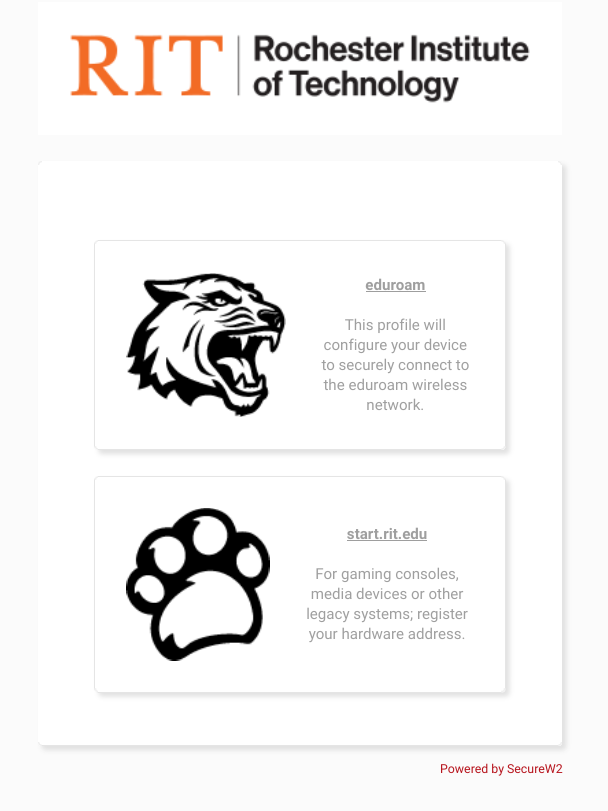 RIT
Rochester Institute
of Technology
eduroam
This profile will
configure your device
to securely connect to
the eduroam wireless
network.
start.rit.edu
For gaming consoles,
media devices or other
legacy systems; register
your hardware address.
Powered by SecureW2